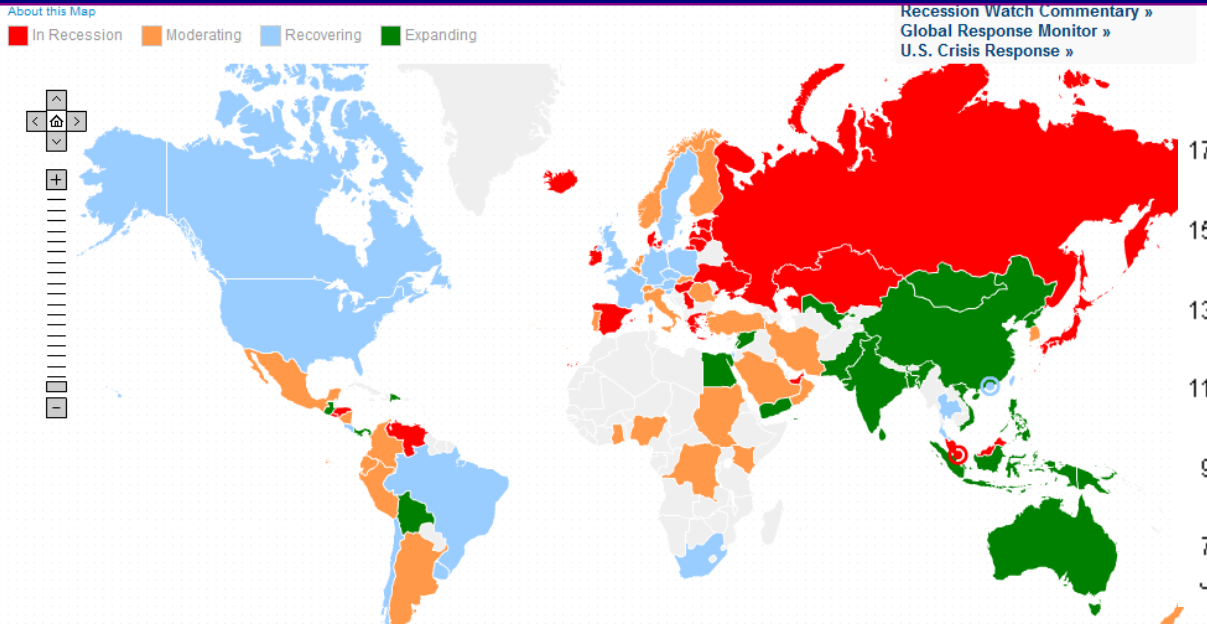 About this Map
In Recession
Moderating
Recovering
Expanding
Recession Watch Commentary »
Global Response Monitor »
U.S. Crisis Response »
17
15
13
11
9
7